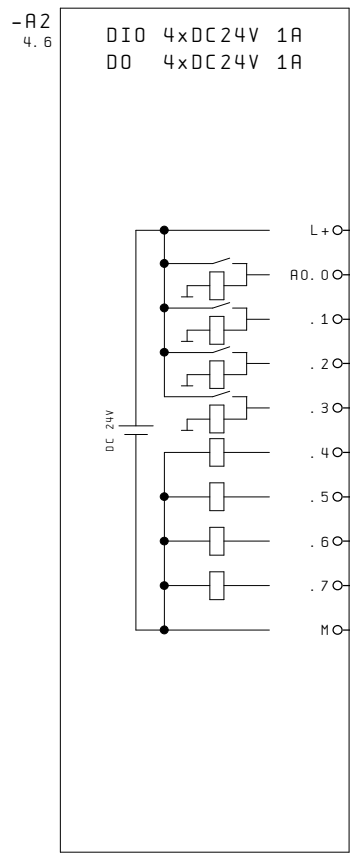 -A2
4.6
DIO 4xDC24V 1A
DO 4xDC24V 1A
L+
A0.0
.1
.2
.3
DC 24V
.4
.5
.6
.7
M